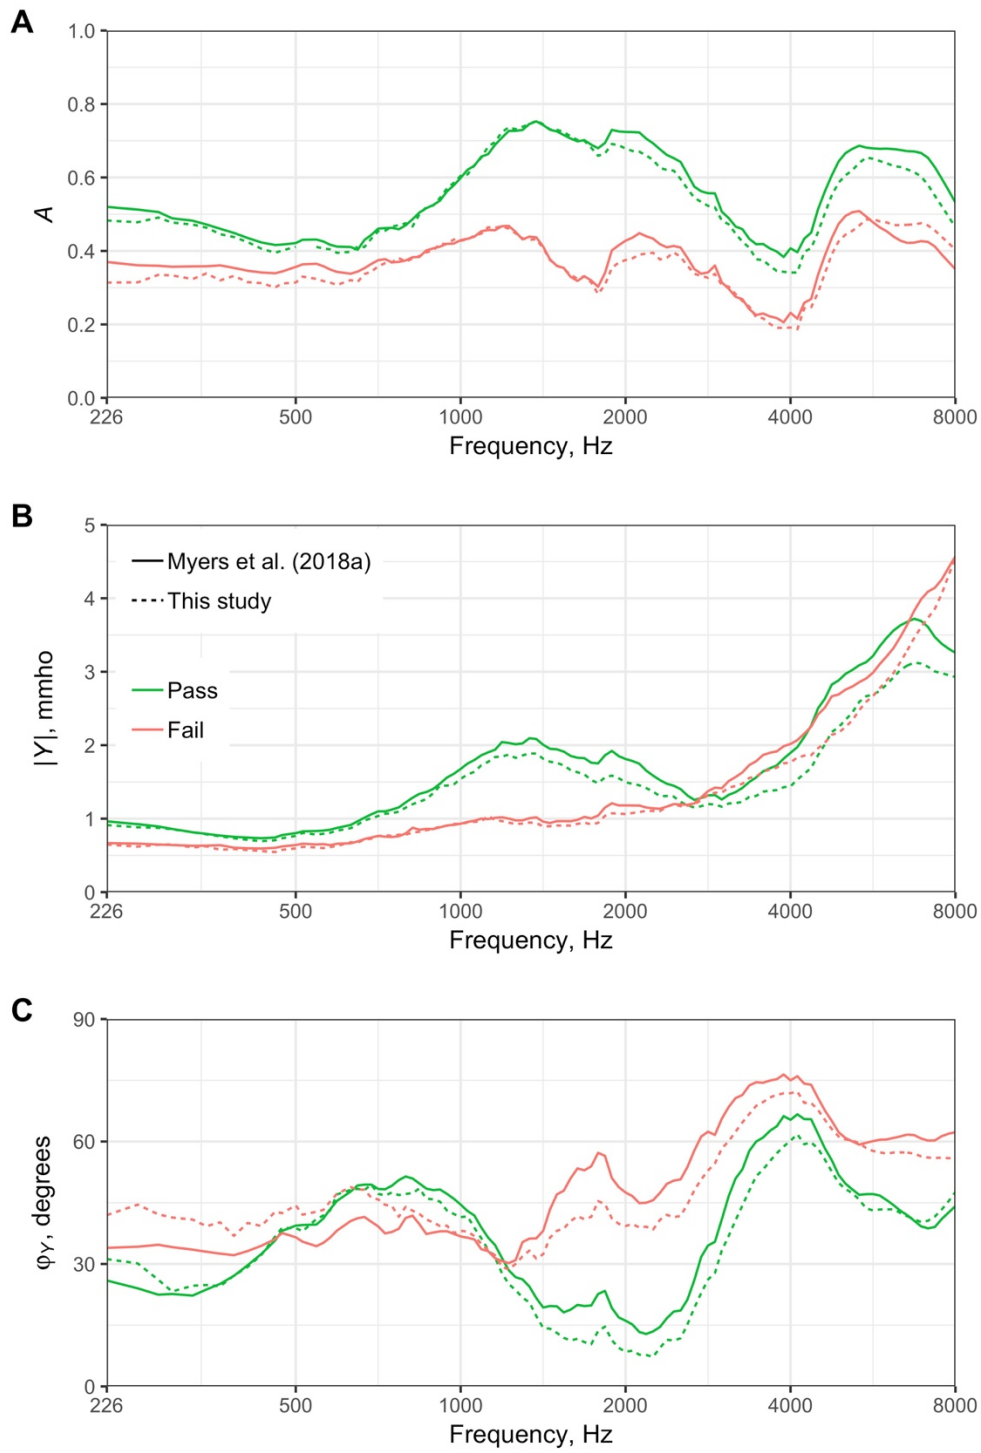 A
1.0
0.8
0.6
A
0.4
0.2
0.0
226 500 1000 2000 4000 8000
Frequency, Hz
B
5
Myers et al. (2018a)
4
This study
3
Pass
|Y|, mmho
Fail
2
1
0
226 500 1000 2000 4000 8000
Frequency, Hz
C
90
60
φY, degrees
30
0
226 500 1000 2000 4000 8000
Frequency, Hz